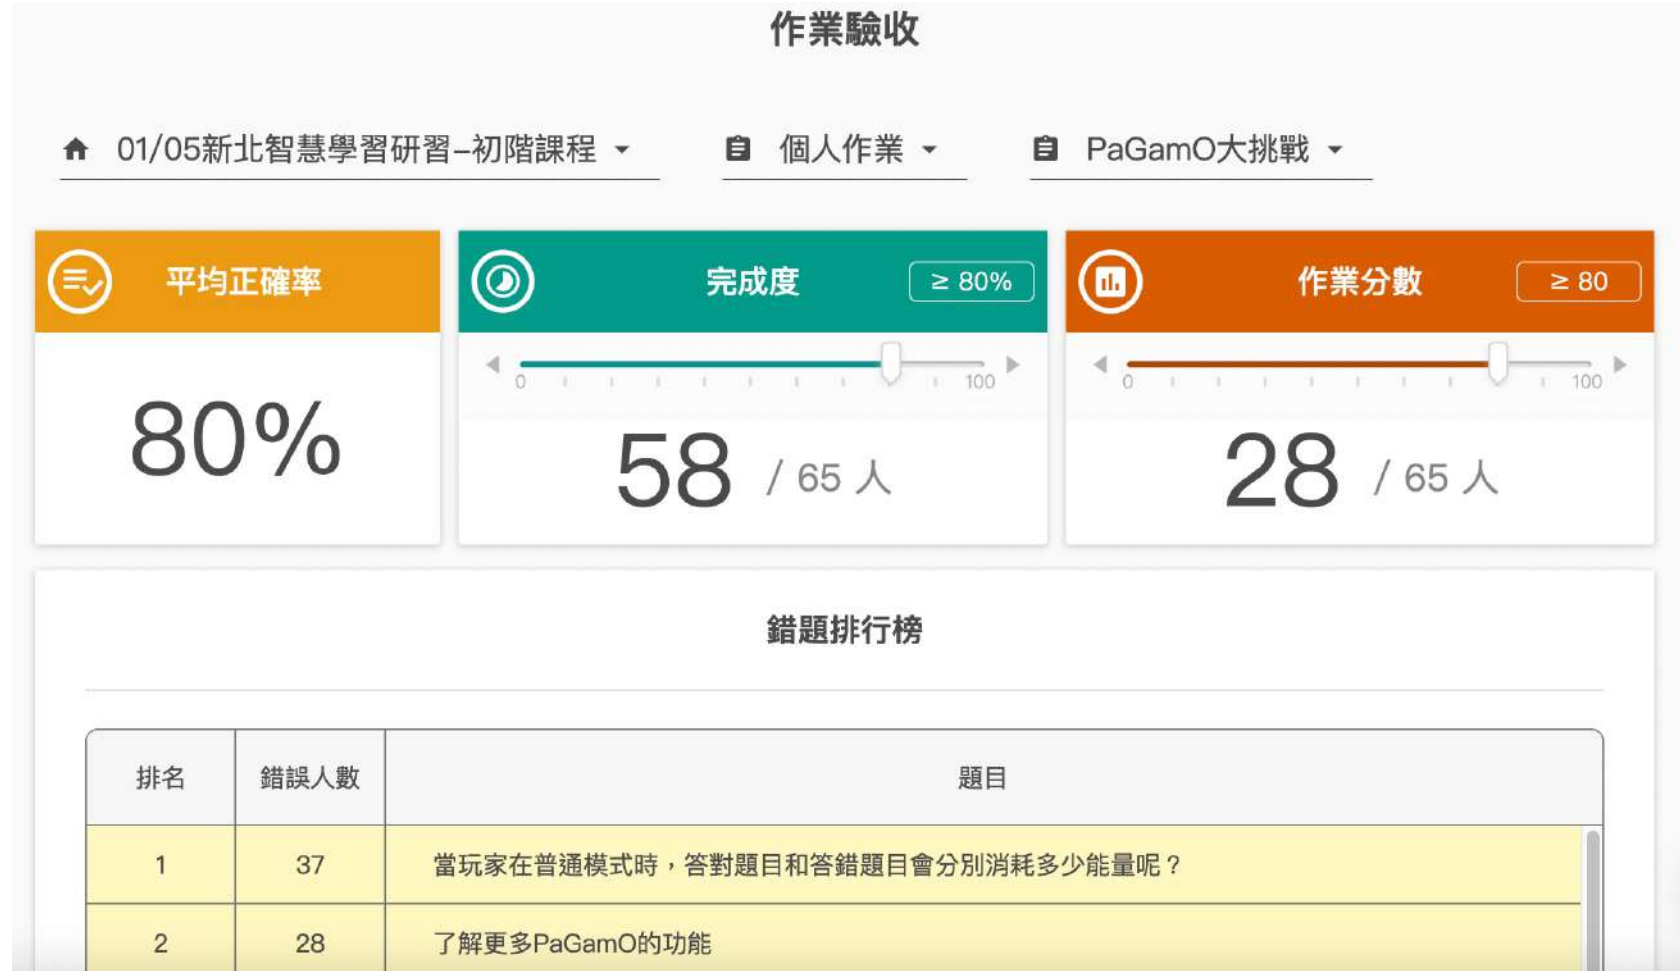 作業驗收
01/05新北智慧學習研習–初階課程 個人作業 PaGamO大挑戰
平均正確率
80%
完成度 ≥ 80%
0 100
58 / 65 人
作業分數 ≥ 80
0 100
28 / 65 人
錯題排行榜
排名 錯誤人數 題目
1 37 當玩家在普通模式時，答對題目和答錯題目會分別消耗多少能量呢？
2 28 了解更多PaGamO的功能